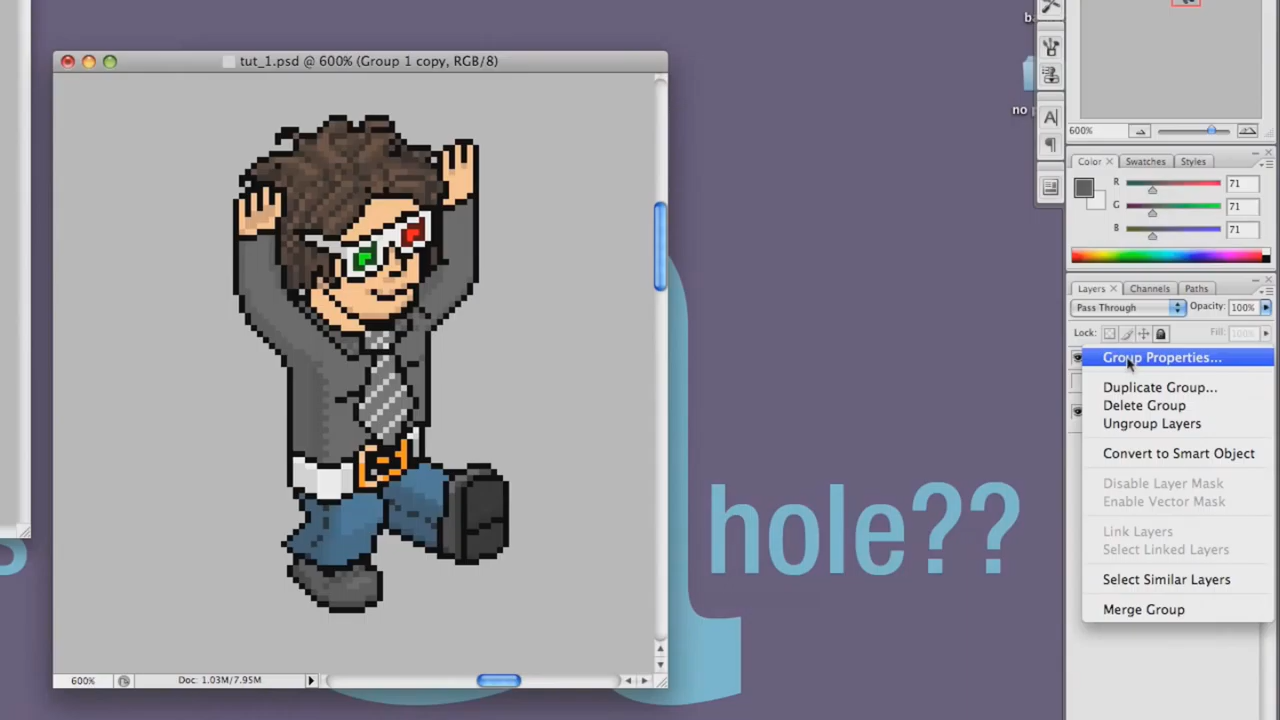 tut_1.psd @ 600% (Group 1 copy, RGB/8)
600%
Doc: 1.03M/7.95M
hole??
no
A
600%
Color
Swatches
Styles
R
71
G
71
B
71
Layers
Channels
Paths
Pass Through
Opacity:
100%
Lock:
Fill:
100%
Group Properties...
Duplicate Group...
Delete Group
Ungroup Layers
Convert to Smart Object
Disable Layer Mask
Enable Vector Mask
Link Layers
Select Linked Layers
Select Similar Layers
Merge Group